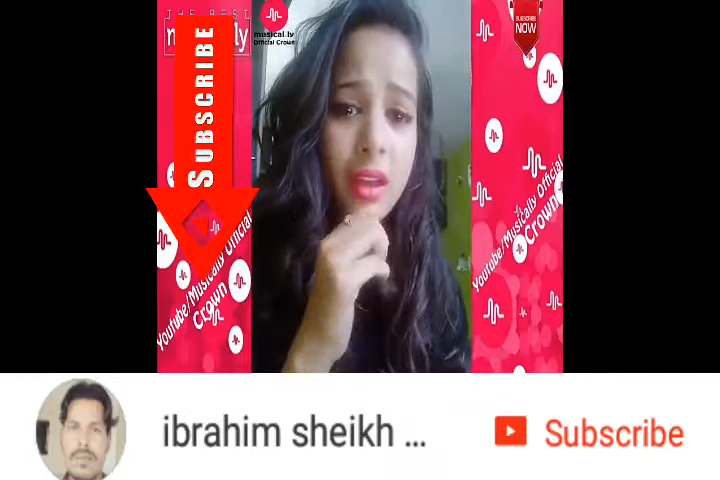 THE BEST
musical.ly
Official Crown
SUBSCRIBE
SUBSCRIBE
NOW
Youtube/Musically Official
Crown
Youtube/Musically Official
Crown
ibrahim sheikh ...
Subscribe